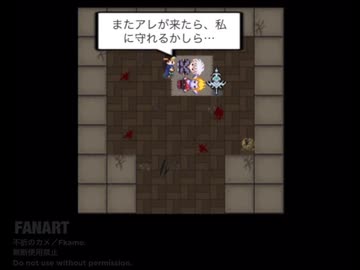 またアレが来たら、私
に守れるかしら…
FANART
不折のカメ／Fkame.
無断使用禁止
Do not use without permission.